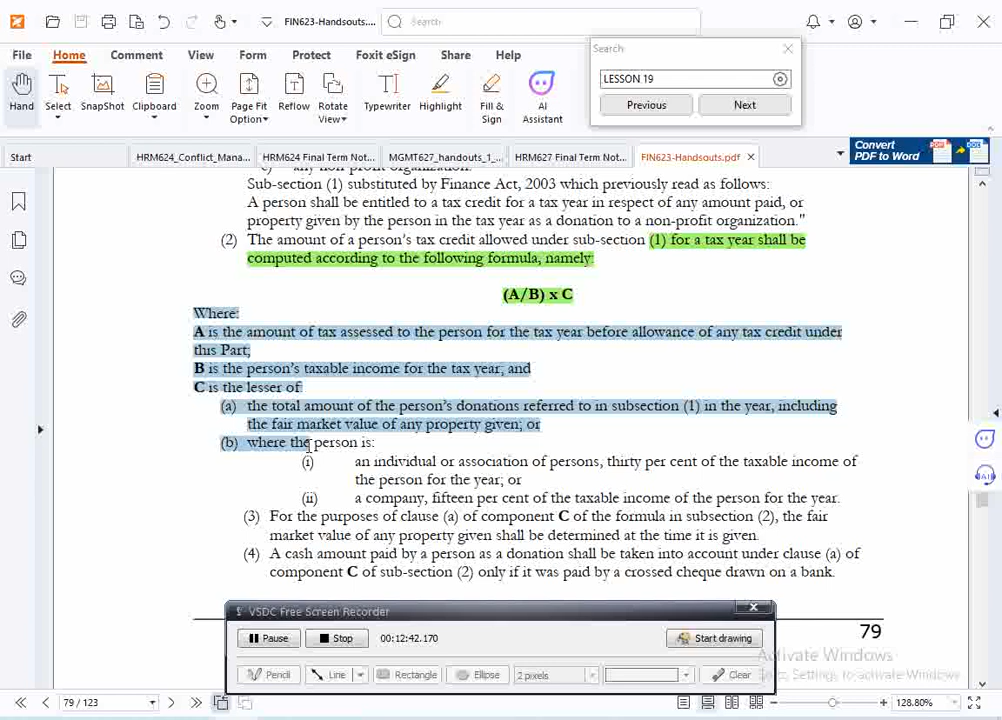 FIN623-Handsouts....
Search
File
Home
Comment
View
Form
Protect
Foxit eSign
Share
Help
Search
LESSON 19
Previous
Next
Hand
Select
SnapShot
Clipboard
Zoom
Page Fit
Option
Reflow
Rotate
View
Typewriter
Highlight
Fill &
Sign
AI
Assistant
Start
HRM624_Conflict_Mana...
HRM624 Final Term Not...
MGMT627_handouts_1_...
HRM627 Final Term Not...
FIN623-Handsouts.pdf
Convert
PDF to Word
Sub-section (1) substituted by Finance Act, 2003 which previously read as follows:
A person shall be entitled to a tax credit for a tax year in respect of any amount paid, or
property given by the person in the tax year as a donation to a non-profit organization."
(2) The amount of a person's tax credit allowed under sub-section (1) for a tax year shall be
computed according to the following formula, namely:
(A/B) x C
Where:
A is the amount of tax assessed to the person for the tax year before allowance of any tax credit under
this Part;
B is the person's taxable income for the tax year; and
C is the lesser of:
(a) the total amount of the person's donations referred to in subsection (1) in the year, including
the fair market value of any property given; or
(b) where the person is:
(i) an individual or association of persons, thirty per cent of the taxable income of
the person for the year; or
(ii) a company, fifteen per cent of the taxable income of the person for the year.
(3) For the purposes of clause (a) of component C of the formula in subsection (2), the fair
market value of any property given shall be determined at the time it is given.
(4) A cash amount paid by a person as a donation shall be taken into account under clause (a) of
component C of sub-section (2) only if it was paid by a crossed cheque drawn on a bank.
79
VSDC Free Screen Recorder
Pause
Stop
00:12:42.170
Start drawing
Pencil
Line
Rectangle
Ellipse
2 pixels
Clear
Activate Windows
Settings to activate Windows
79 / 123
128.80%